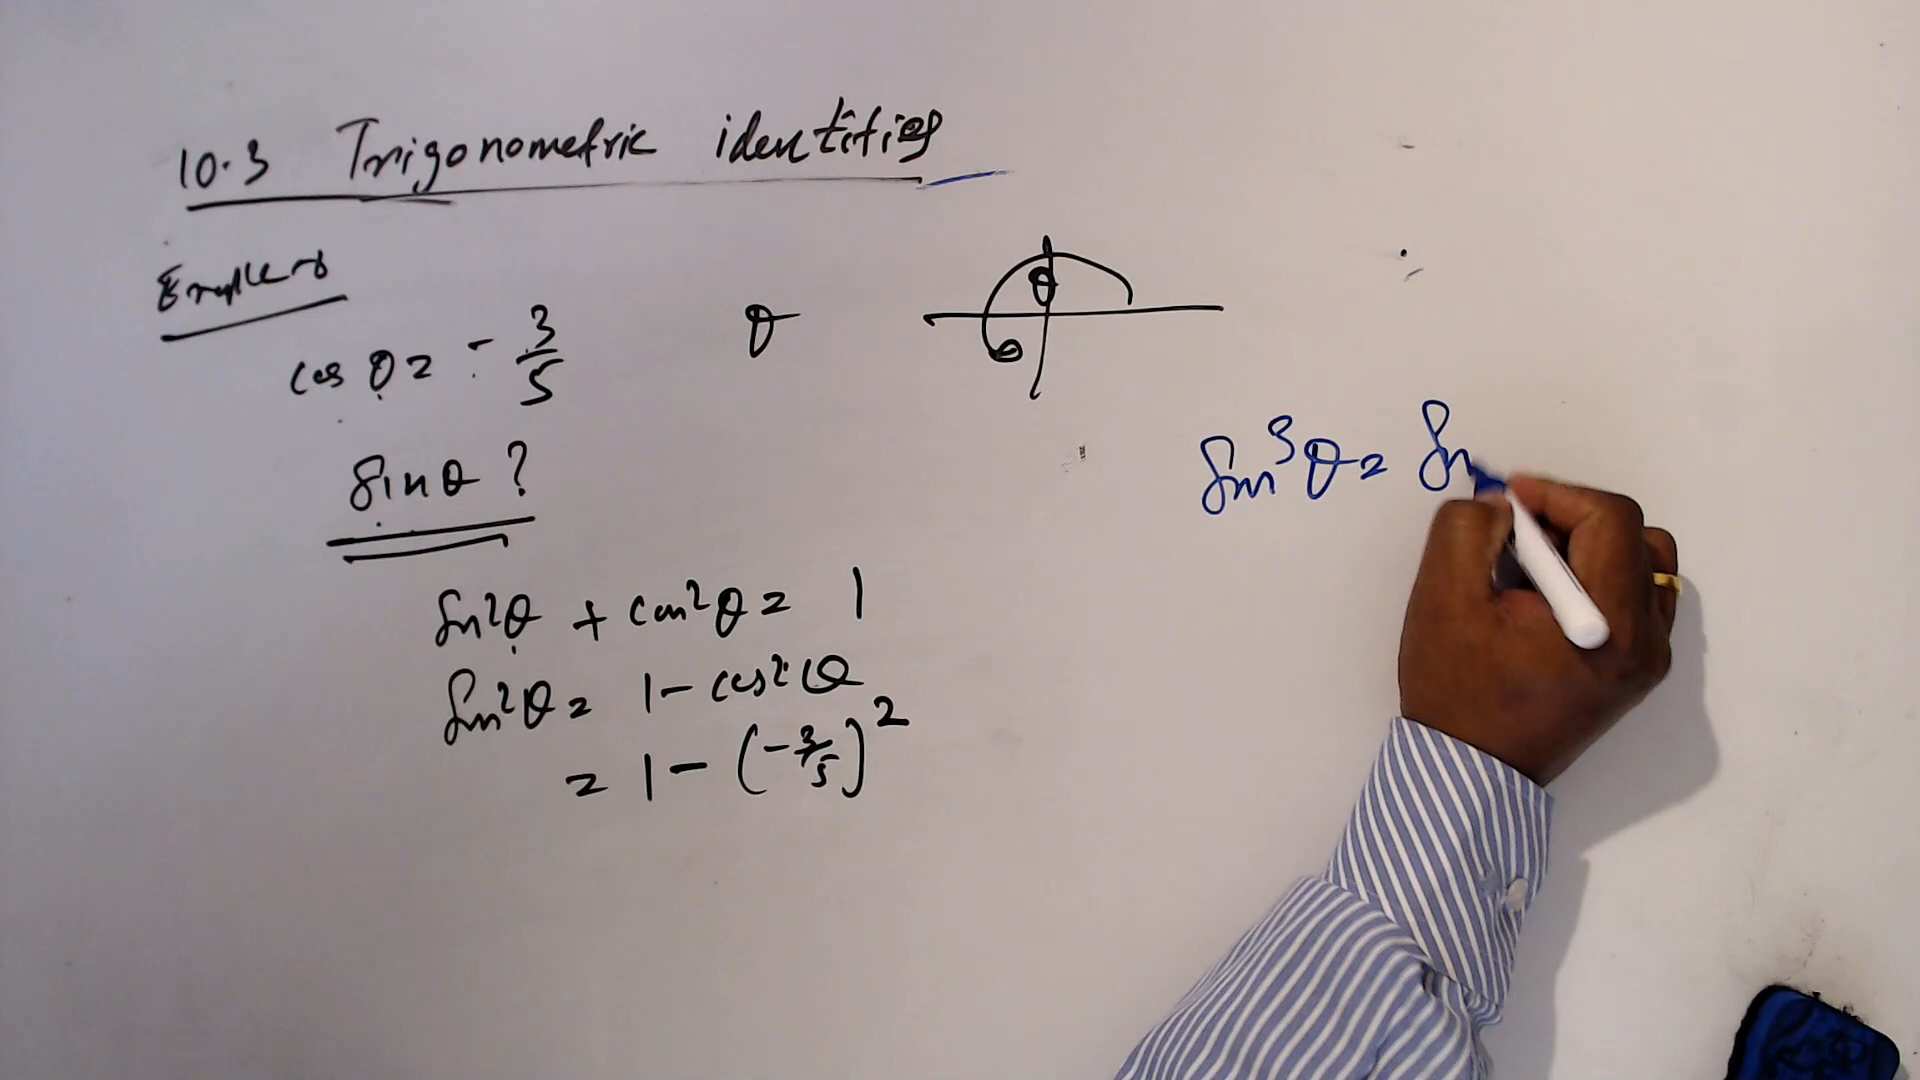 10.3 Trigonometric identities
cos θ = - 3/5
θ
θ
sin θ ?
sin²θ + cos²θ = 1
sin²θ = 1 - cos²θ
= 1 - (-3/5)²
sin³θ = sin